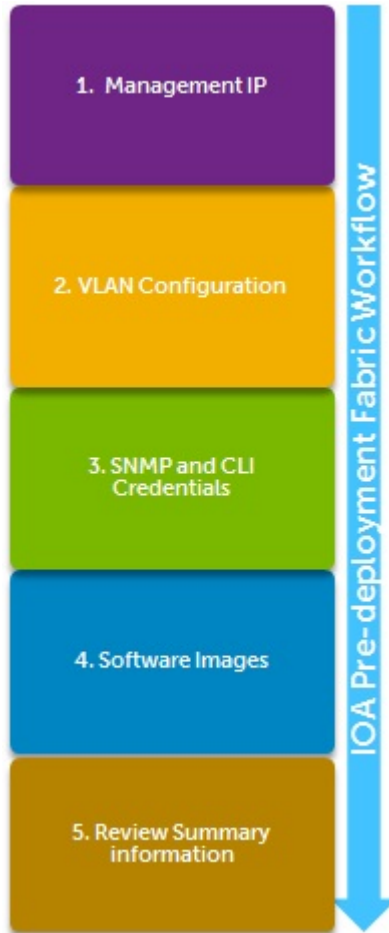 1. Management IP
2. VLAN Configuration
3. SNMP and CLI
Credentials
4. Software Images
5. Review Summary
information
IOA Pre-deployment Fabric Workflow